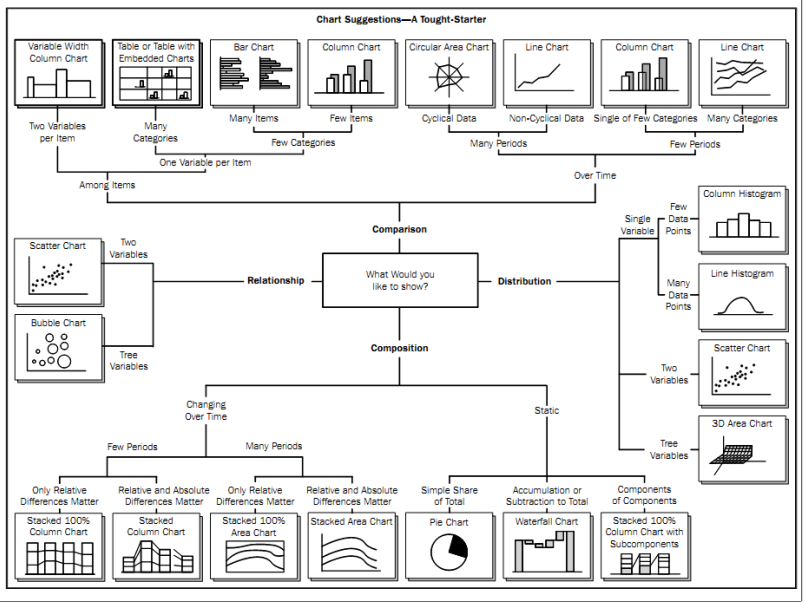 Chart Suggestions—A Tought-Starter
Variable Width
Column Chart
Table or Table with
Embedded Charts
Bar Chart
Column Chart
Circular Area Chart
Line Chart
Column Chart
Line Chart
Two Variables
per Item
Many
Categories
Many Items
Few Items
Cyclical Data
Non-Cyclical Data
Single of Few Categories
Many Categories
Few Categories
Many Periods
Few Periods
One Variable per Item
Among Items
Over Time
Comparison
What Would you
like to show?
Relationship
Scatter Chart
Two
Variables
Bubble Chart
Tree
Variables
Distribution
Single
Variable
Few
Data
Points
Column Histogram
Many
Data
Points
Line Histogram
Two
Variables
Scatter Chart
Tree
Variables
3D Area Chart
Composition
Changing
Over Time
Static
Few Periods
Many Periods
Only Relative
Differences Matter
Relative and Absolute
Differences Matter
Only Relative
Differences Matter
Relative and Absolute
Differences Matter
Simple Share
of Total
Accumulation or
Subtraction to Total
Components
of Components
Stacked 100%
Column Chart
Stacked
Column Chart
Stacked 100%
Area Chart
Stacked Area Chart
Pie Chart
Waterfall Chart
Stacked 100%
Column Chart with
Subcomponents